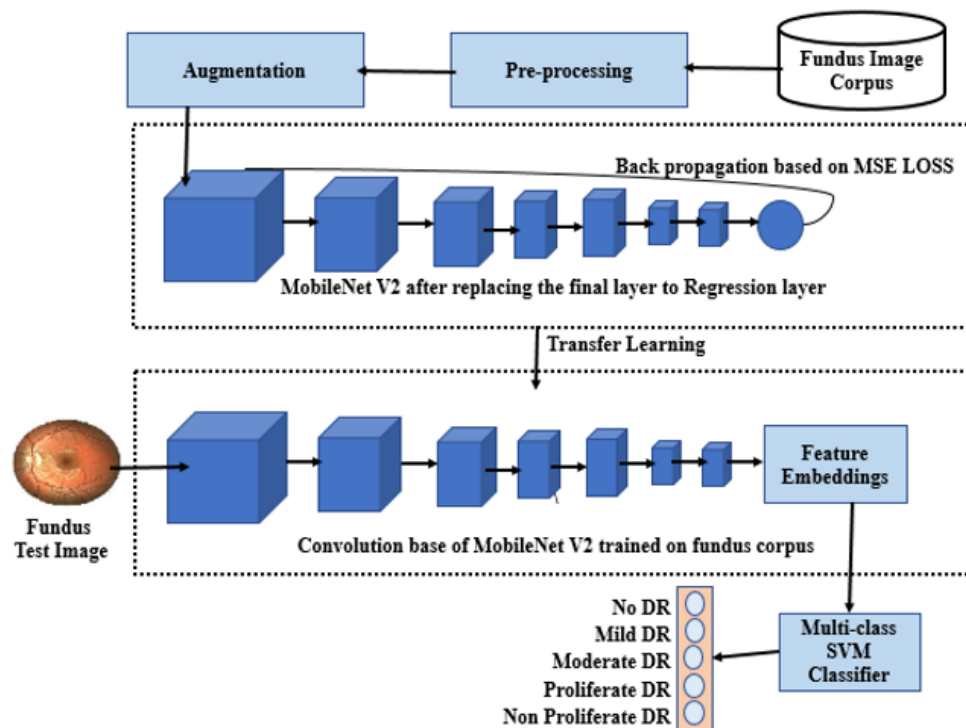 Augmentation
Pre-processing
Fundus Image
Corpus
Back propagation based on MSE LOSS
MobileNet V2 after replacing the final layer to Regression layer
Transfer Learning
Fundus
Test Image
Feature
Embeddings
Convolution base of MobileNet V2 trained on fundus corpus
No DR
Mild DR
Moderate DR
Proliferate DR
Non Proliferate DR
Multi-class
SVM
Classifier